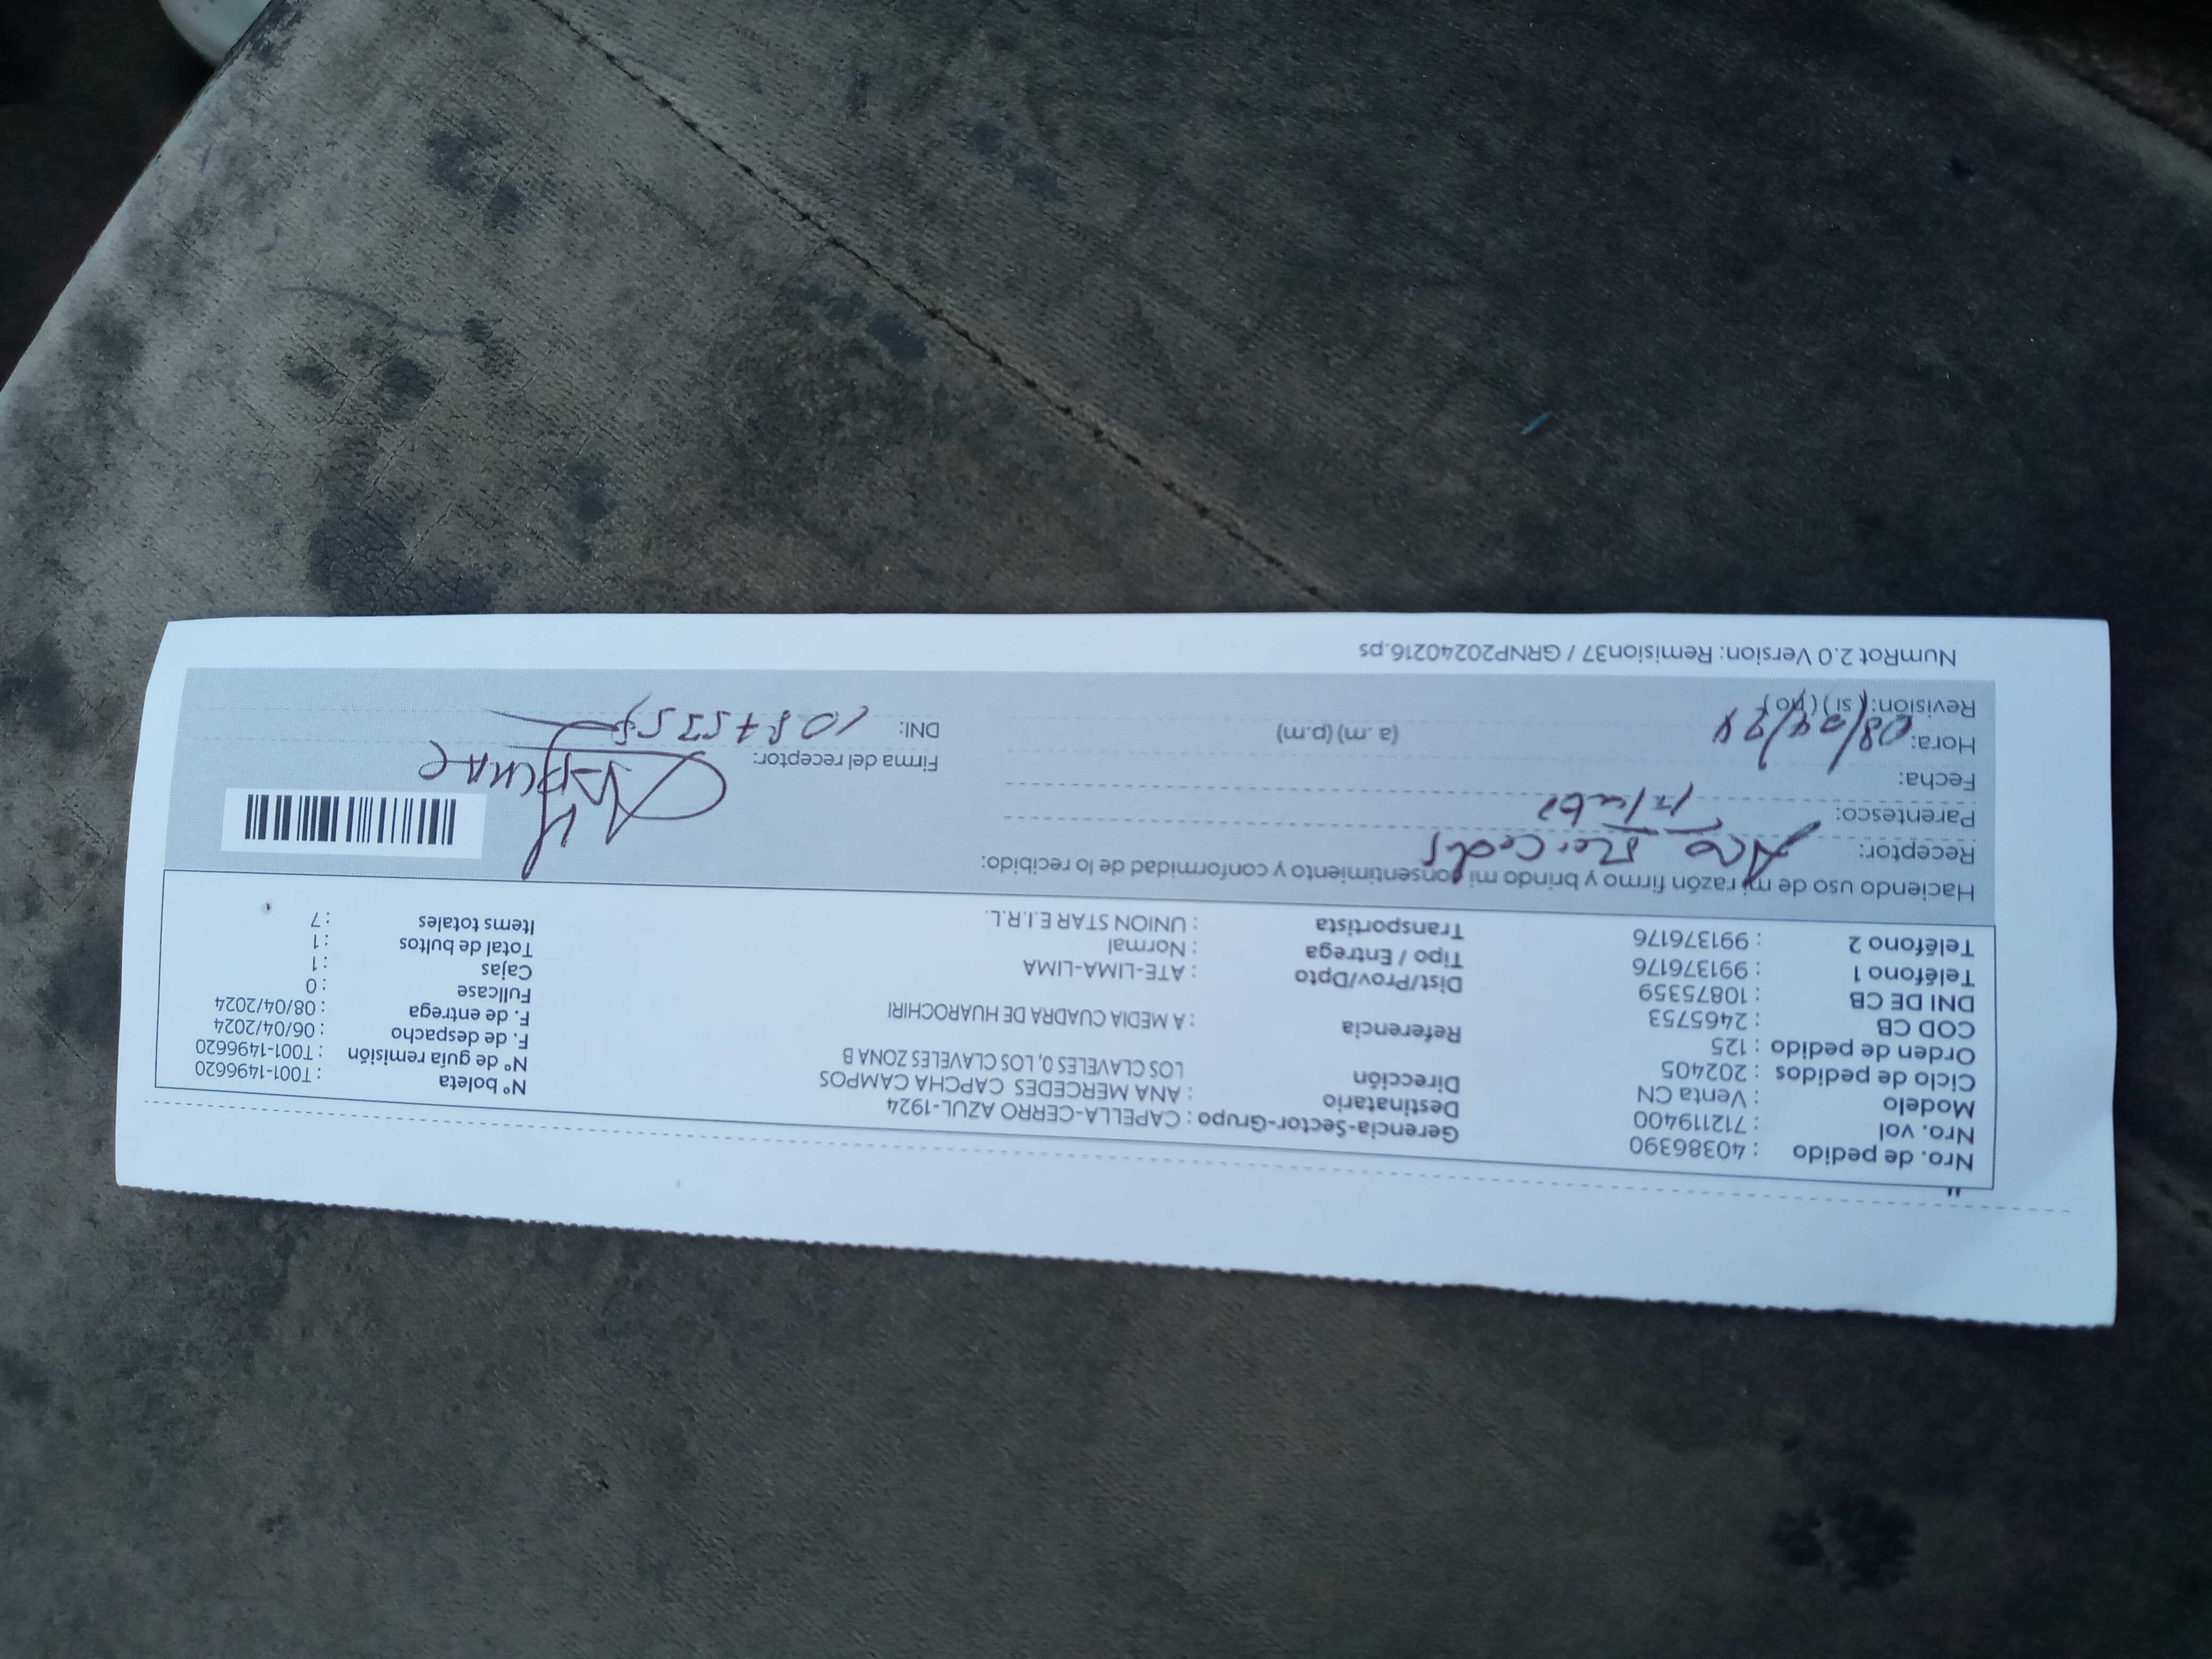 Nro. de pedido : 40386390
Nro. vol : 712119400
Modelo : Venta CN
Ciclo de pedidos : 202405
Orden de pedido : 125
COD CB : 2465753
DNI DE CB : 10875359
Teléfono 1 : 991376176
Teléfono 2 : 991376176
Gerencia-Sector-Grupo : CAPELLA-CERRO AZUL-1924
Destinatario : ANA MERCEDES CAPCHA CAMPOS
Dirección LOS CLAVELES 0, LOS CLAVELES ZONA B
Referencia : A MEDIA CUADRA DE HUAROCHIRI
Dist/Prov/Dpto : ATE-LIMA-LIMA
Tipo / Entrega : Normal
Transportista : UNION STAR E.I.R.L.
N° boleta : T001-1496620
N° de guía remisión : T001-1496620
F. de despacho : 06/04/2024
F. de entrega : 08/04/2024
Fullcase : 0
Cajas : 1
Total de bultos : 1
Items totales : 7
Haciendo uso de mi razón firmo y brindo mi consentimiento y conformidad de lo recibido:
Receptor: Ana Mercedes
Parentesco: Titular
Fecha:
Hora: 08/04/24 (a .m) (p.m)
Revisión: ( si ) ( no )
Firma del receptor:
DNI:
NumRot 2.0 Version: Remision37 / GRNP20240216.ps